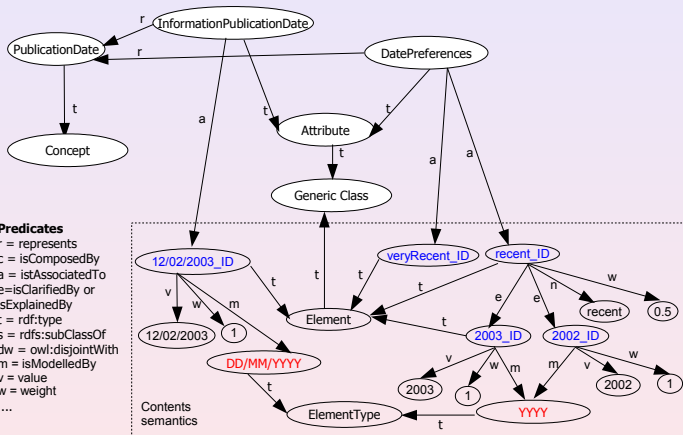 InformationPublicationDate
r
PublicationDate
r
DatePreferences
t
t
t
a
Attribute
t
a
a
Concept
Generic Class
Predicates
r = represents
c = isComposedBy
a = istAssociatedTo
e=isClarifiedBy or
isExplainedBy
t = rdf:type
s = rdfs:subClassOf
dw = owl:disjointWith
m = isModelledBy
v = value
w = weight
...
12/02/2003_ID
veryRecent_ID
recent_ID
t
t
t
t
w
n
e
e
v
w
m
Element
recent
0.5
12/02/2003
1
t
2003_ID
2002_ID
DD/MM/YYYY
v
w
m
m
v
w
2003
1
2002
1
t
Contents
semantics
ElementType
t
YYYY